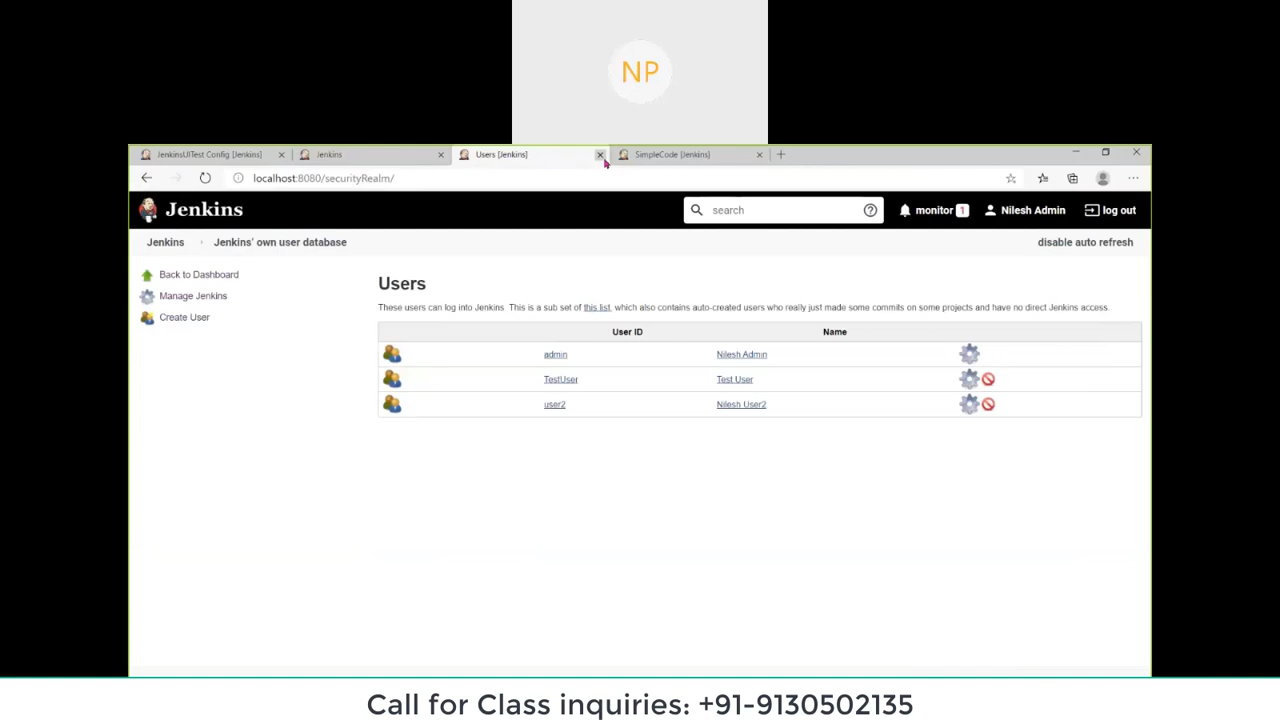 NP
JenkinsUITest Config [Jenkins] Jenkins Users [Jenkins] SimpleCode [Jenkins]
localhost:8080/securityRealm/
Jenkins search monitor 1 Nilesh Admin log out
Jenkins Jenkins' own user database disable auto refresh
Back to Dashboard
Manage Jenkins
Create User
Users
These users can log into Jenkins. This is a sub set of this list, which also contains auto-created users who really just made some commits on some projects and have no direct Jenkins access.
User ID Name
admin Nilesh Admin
TestUser Test User
user2 Nilesh User2
Call for Class inquiries: +91-9130502135